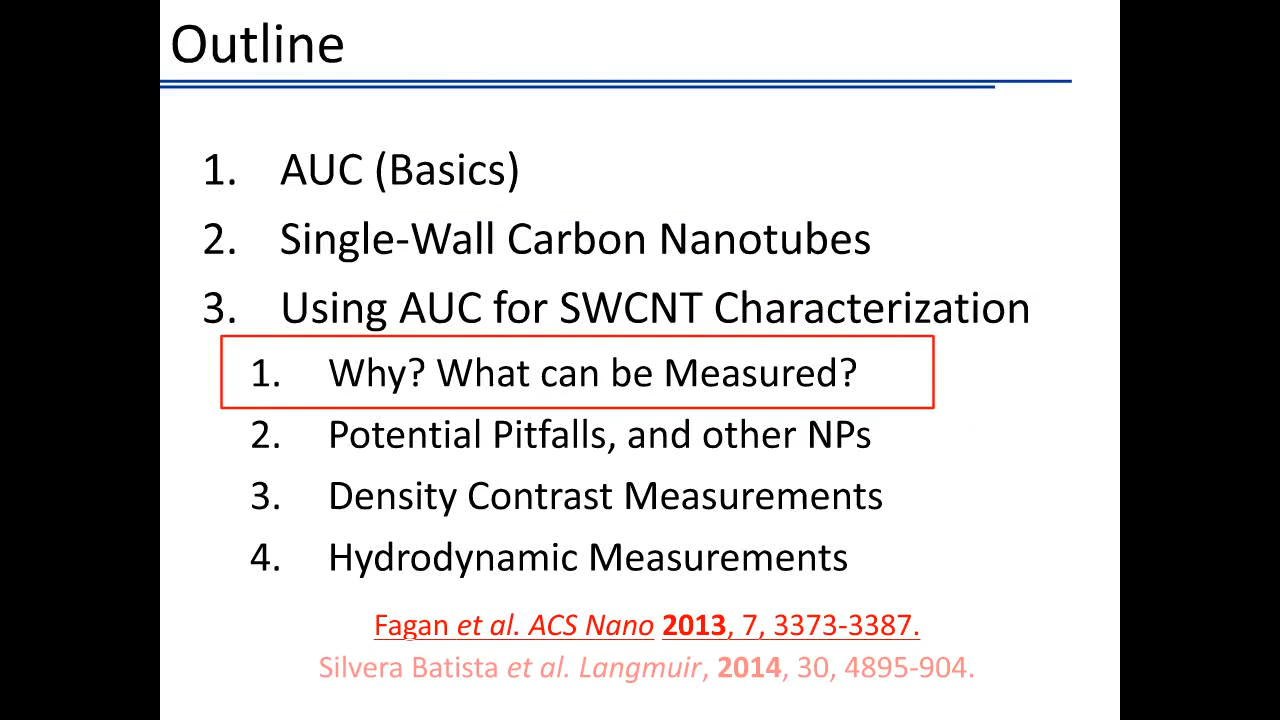 Outline
1. AUC (Basics)
2. Single-Wall Carbon Nanotubes
3. Using AUC for SWCNT Characterization
1. Why? What can be Measured?
2. Potential Pitfalls, and other NPs
3. Density Contrast Measurements
4. Hydrodynamic Measurements
Fagan et al. ACS Nano 2013, 7, 3373-3387.
Silvera Batista et al. Langmuir, 2014, 30, 4895-904.